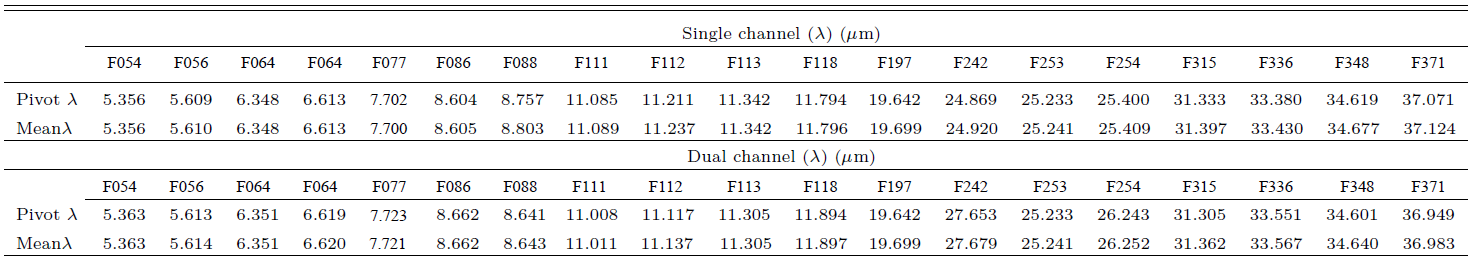 Single channel (λ) (μm)
F054 F056 F064 F064 F077 F086 F088 F111 F112 F113 F118 F197 F242 F253 F254 F315 F336 F348 F371
Pivot λ 5.356 5.609 6.348 6.613 7.702 8.604 8.757 11.085 11.211 11.342 11.794 19.642 24.869 25.233 25.400 31.333 33.380 34.619 37.071
Meanλ 5.356 5.610 6.348 6.613 7.700 8.605 8.803 11.089 11.237 11.342 11.796 19.699 24.920 25.241 25.409 31.397 33.430 34.677 37.124
Dual channel (λ) (μm)
F054 F056 F064 F064 F077 F086 F088 F111 F112 F113 F118 F197 F242 F253 F254 F315 F336 F348 F371
Pivot λ 5.363 5.613 6.351 6.619 7.723 8.662 8.641 11.008 11.117 11.305 11.894 19.642 27.653 25.233 26.243 31.305 33.551 34.601 36.949
Meanλ 5.363 5.614 6.351 6.620 7.721 8.662 8.643 11.011 11.137 11.305 11.897 19.699 27.679 25.241 26.252 31.362 33.567 34.640 36.983